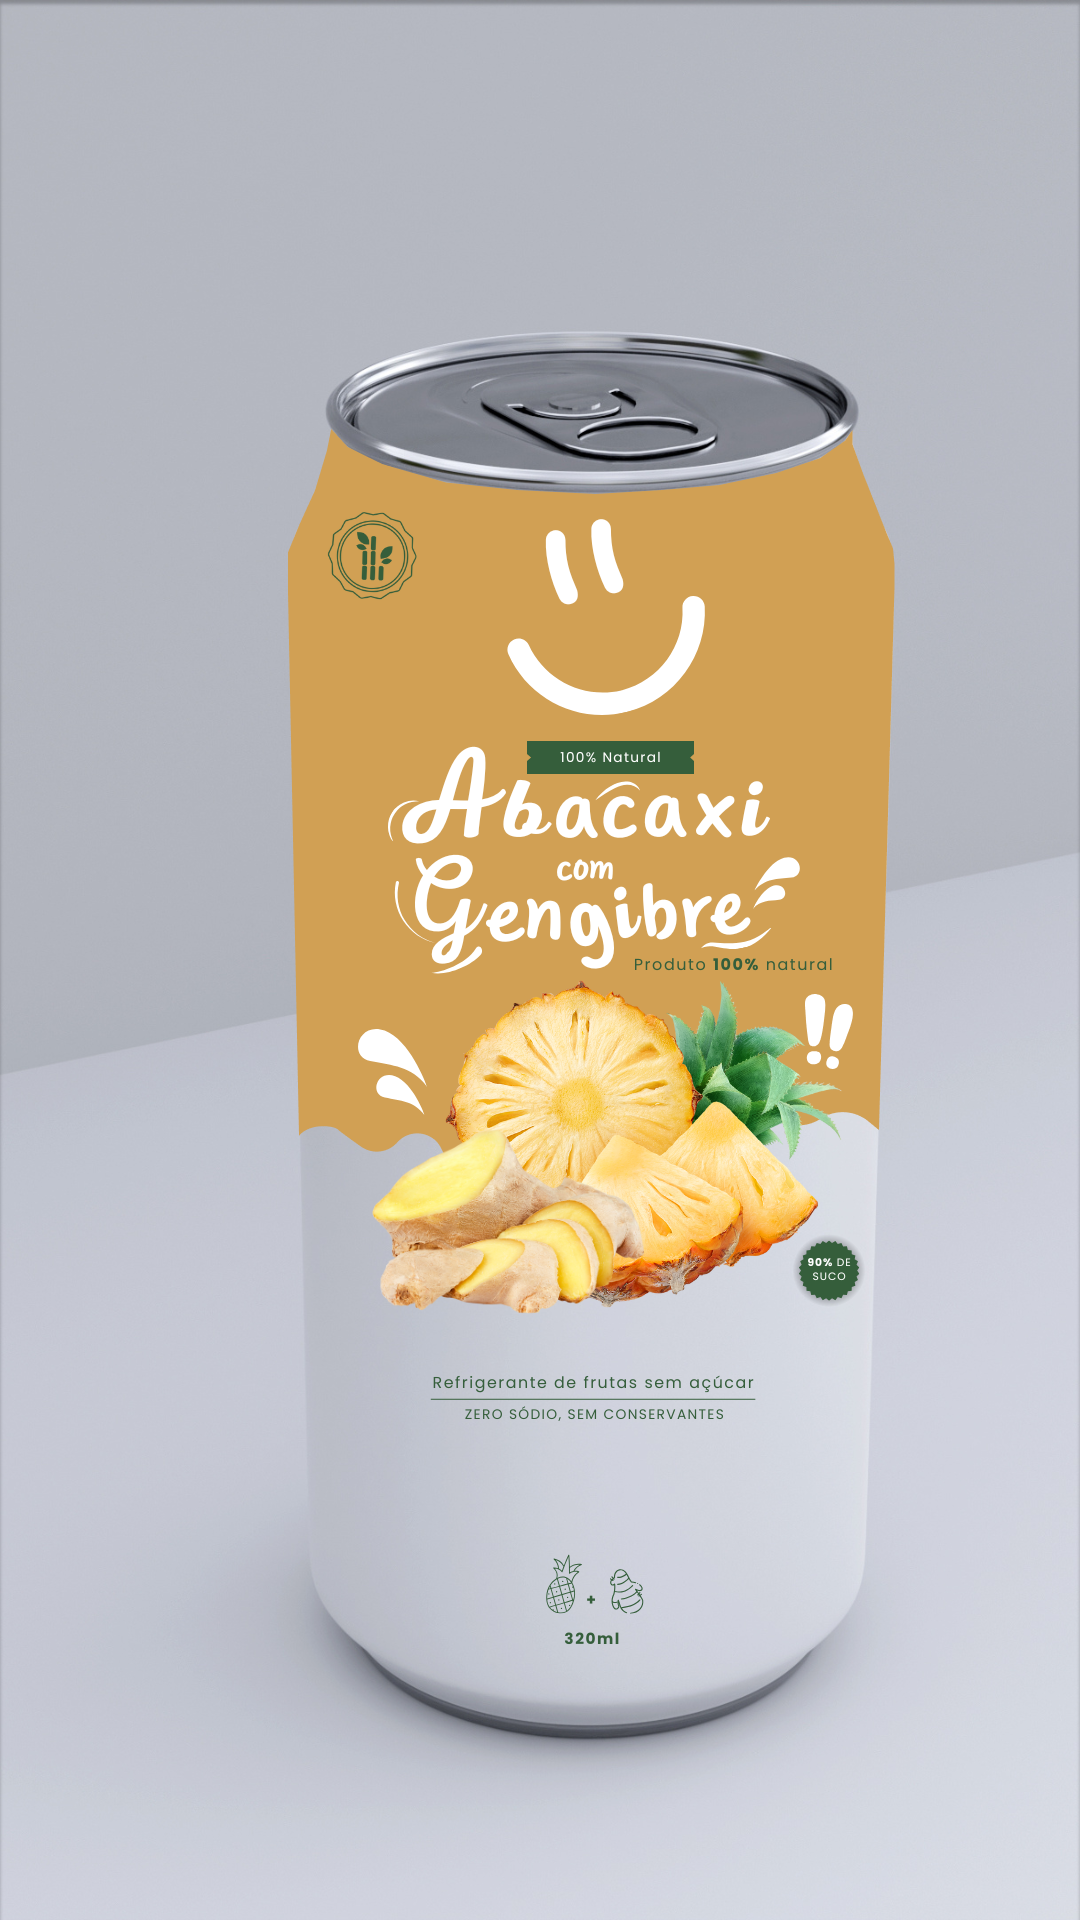 100% Natural
Abacaxi
com
Gengibre
Produto 100% natural
90% DE
SUCO
Refrigerante de frutas sem açúcar
ZERO SÓDIO, SEM CONSERVANTES
+
320ml